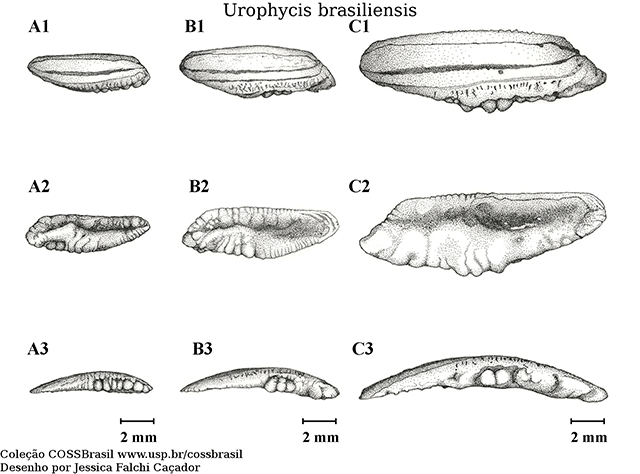 Urophycis brasiliensis
A1 B1 C1
A2 B2 C2
A3 B3 C3
2 mm 2 mm 2 mm
Coleção COSSBrasil www.usp.br/cossbrasil
Desenho por Jessica Falchi Caçador